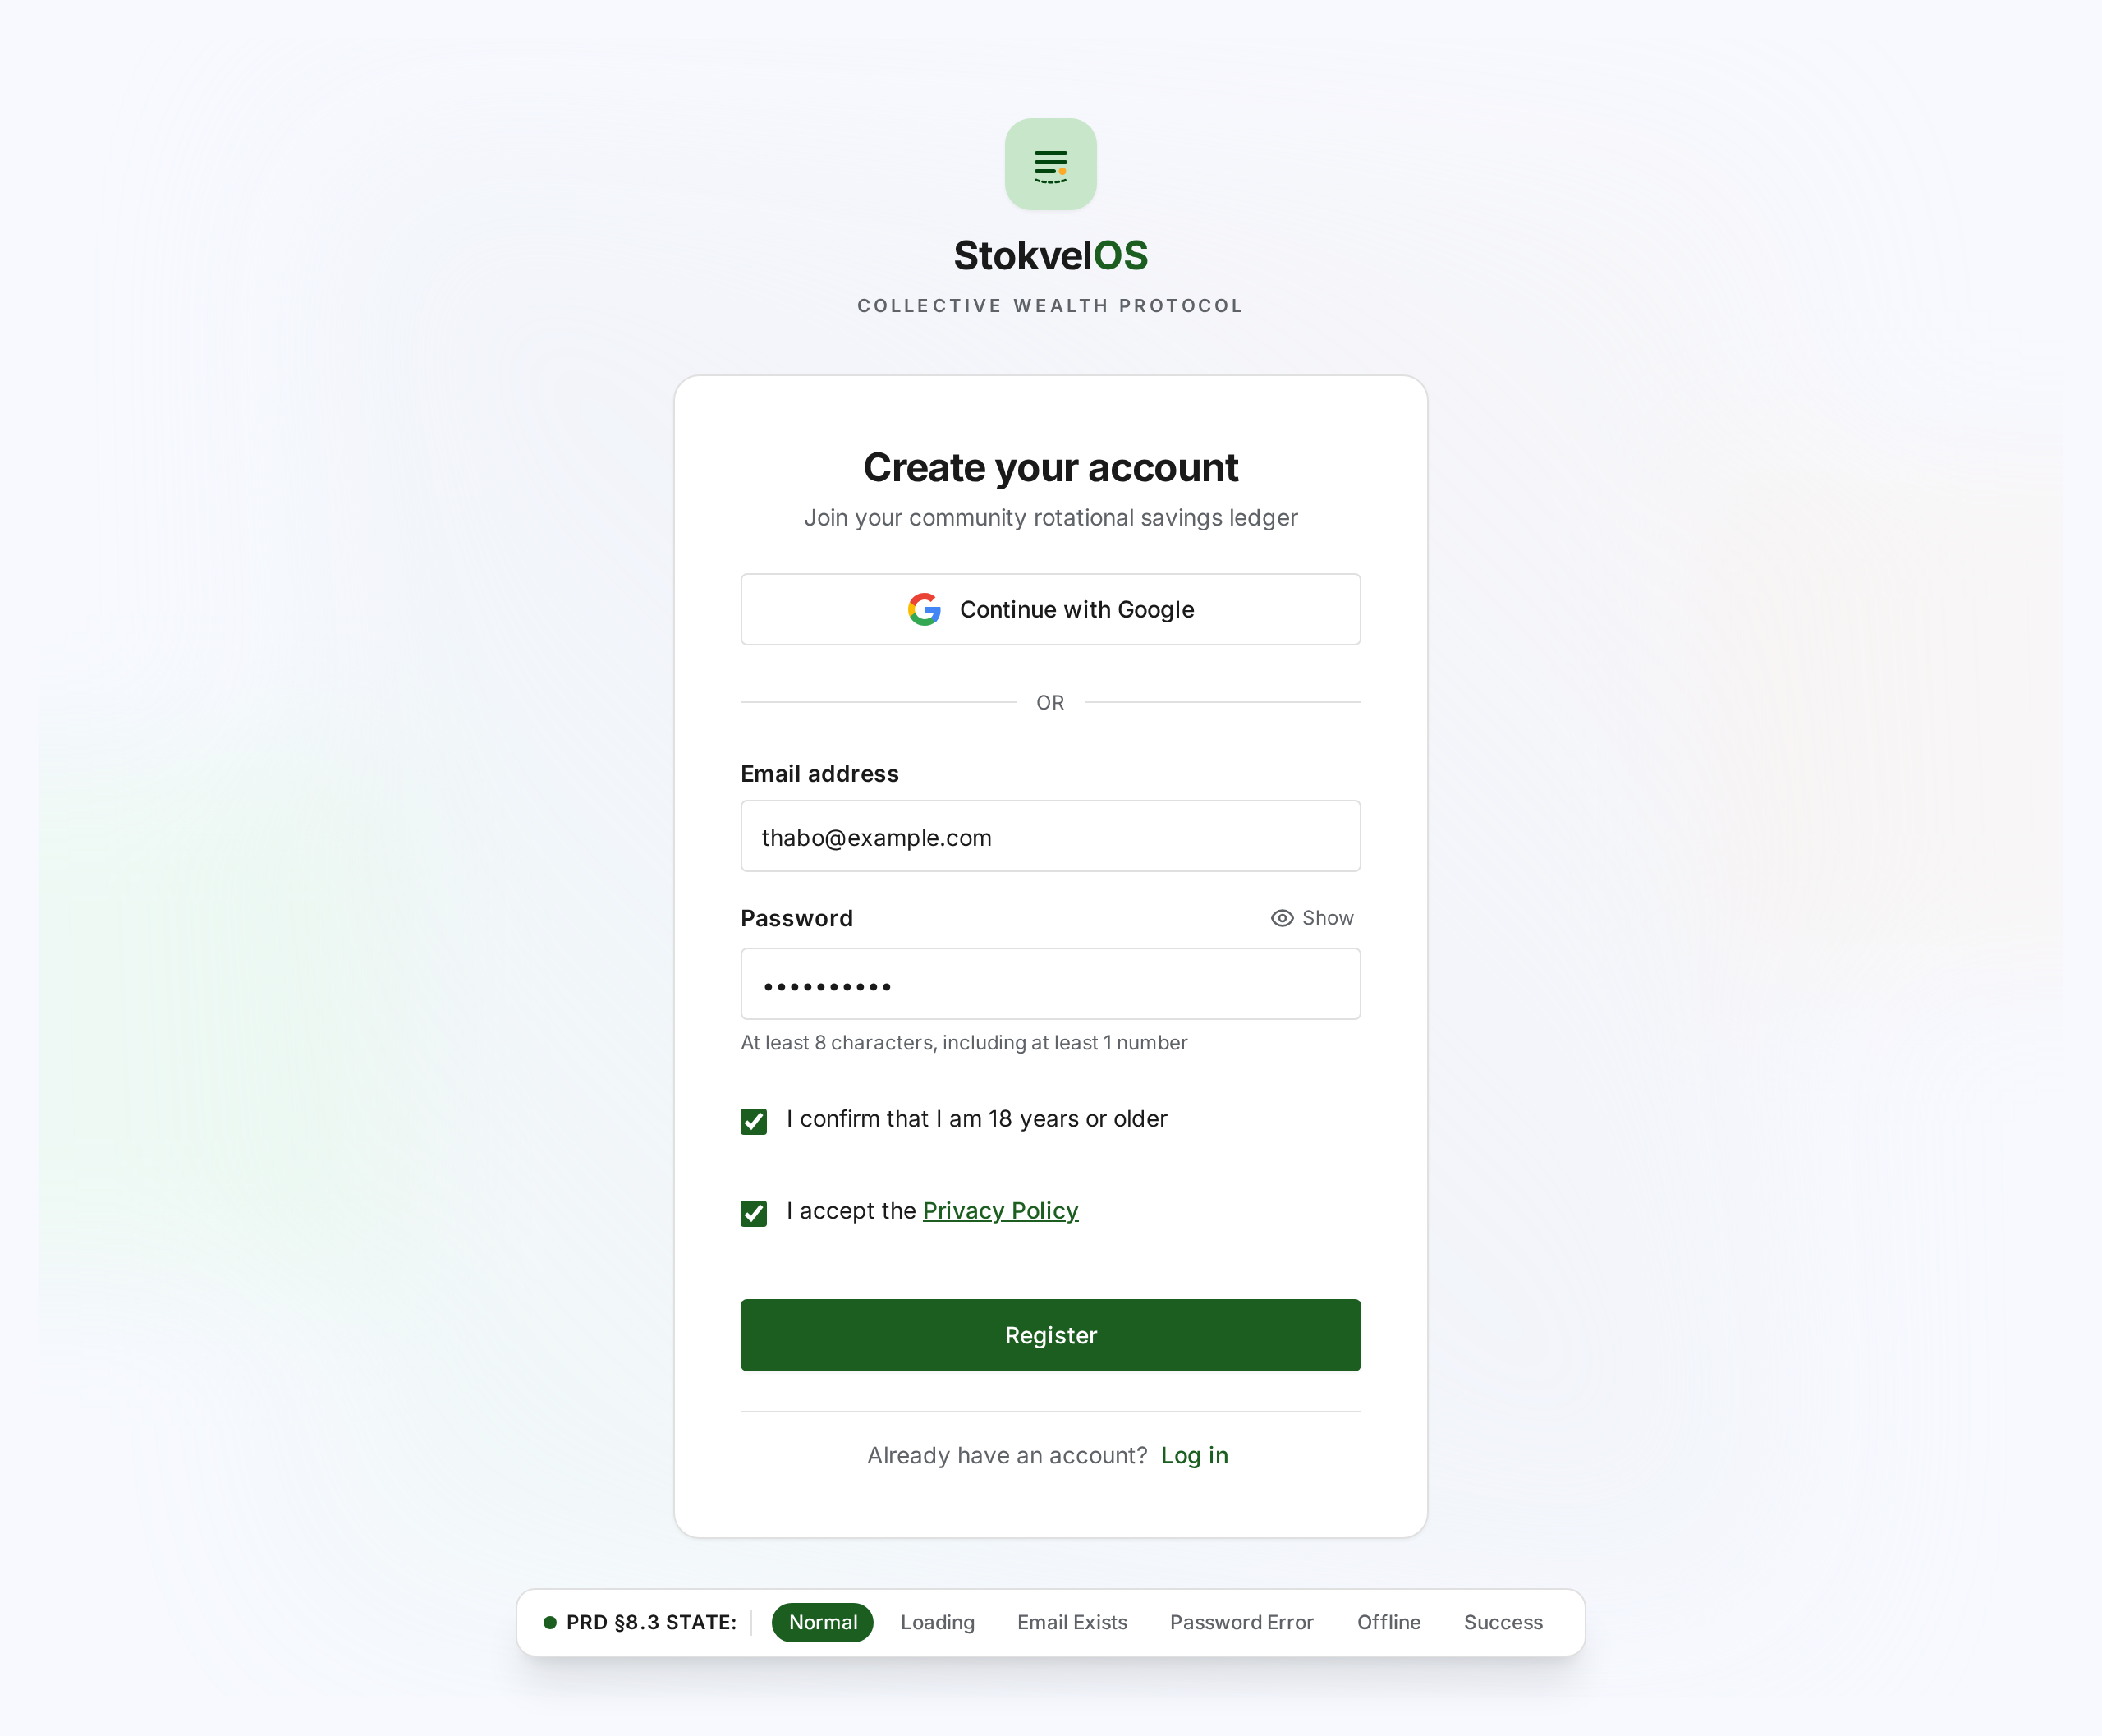 StokvelOS
COLLECTIVE WEALTH PROTOCOL
Create your account
Join your community rotational savings ledger
Continue with Google
OR
Email address
thabo@example.com
Password
Show
••••••••••
At least 8 characters, including at least 1 number
I confirm that I am 18 years or older
I accept the Privacy Policy
Register
Already have an account? Log in
PRD §8.3 STATE: Normal Loading Email Exists Password Error Offline Success